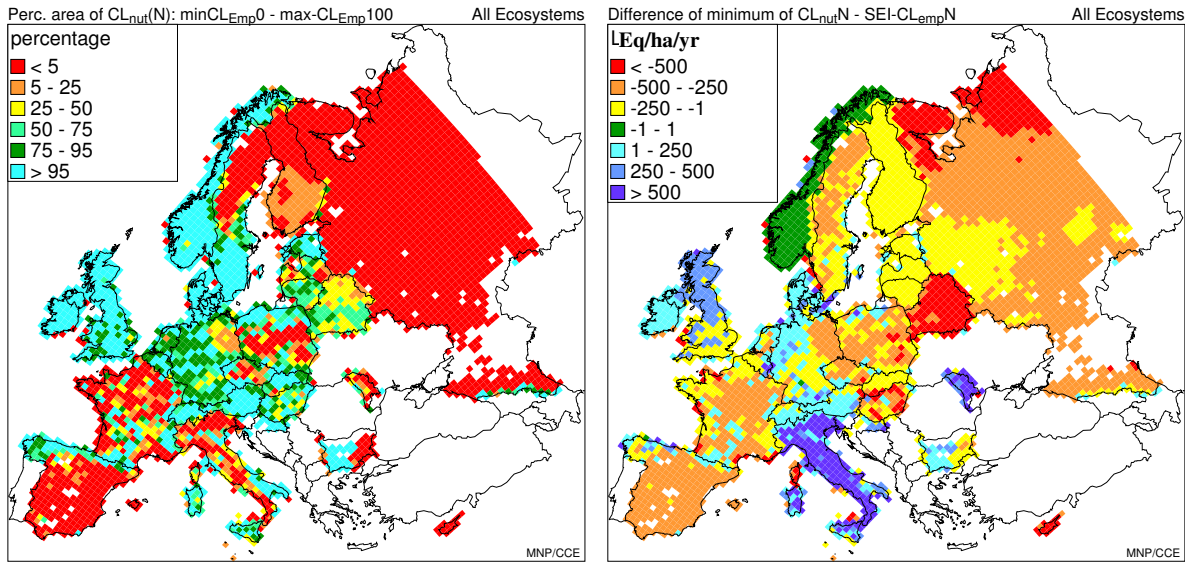 Perc. area of CLnut(N): minCLEmp0 - max-CLEmp100 All Ecosystems
percentage
< 5
5 - 25
25 - 50
50 - 75
75 - 95
> 95
MNP/CCE
Difference of minimum of CLnutN - SEI-CLempN All Ecosystems
Eq/ha/yr
< -500
-500 - -250
-250 - -1
-1 - 1
1 - 250
250 - 500
> 500
MNP/CCE